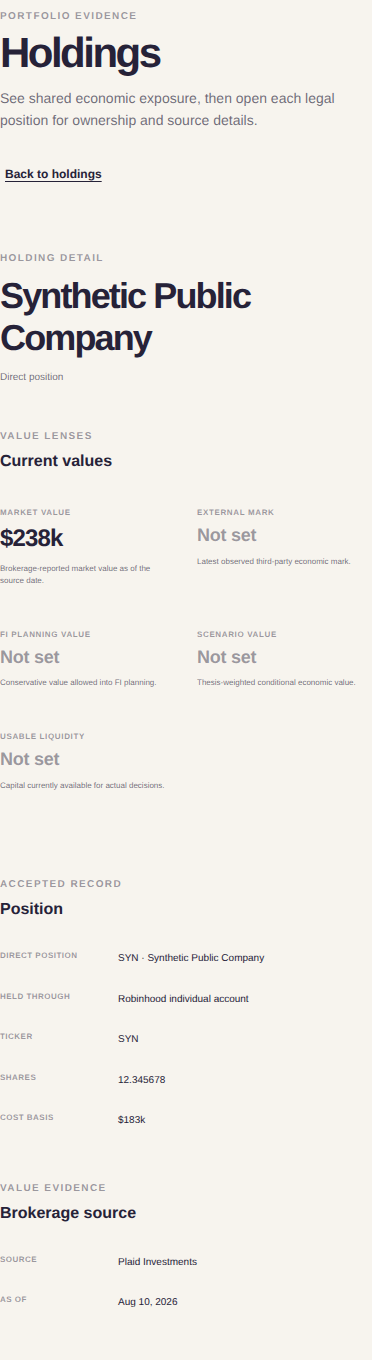 PORTFOLIO EVIDENCE
Holdings
See shared economic exposure, then open each legal
position for ownership and source details.
Back to holdings
HOLDING DETAIL
Synthetic Public
Company
Direct position
VALUE LENSES
Current values
MARKET VALUE
$238k
Brokerage-reported market value as of the
source date.
EXTERNAL MARK
Not set
Latest observed third-party economic mark.
FI PLANNING VALUE
Not set
Conservative value allowed into FI planning.
SCENARIO VALUE
Not set
Thesis-weighted conditional economic value.
USABLE LIQUIDITY
Not set
Capital currently available for actual decisions.
ACCEPTED RECORD
Position
DIRECT POSITION
SYN · Synthetic Public Company
HELD THROUGH
Robinhood individual account
TICKER
SYN
SHARES
12.345678
COST BASIS
$183k
VALUE EVIDENCE
Brokerage source
SOURCE
Plaid Investments
AS OF
Aug 10, 2026